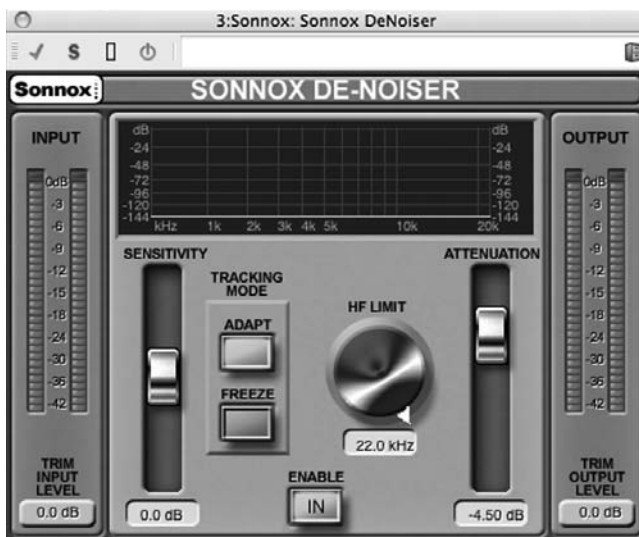 3:Sonnox: Sonnox DeNoiser
S
Sonnox
SONNOX DE-NOISER
INPUT
0dB
-3
-6
-9
-12
-15
-18
-24
-30
-36
-42
TRIM
INPUT
LEVEL
0.0 dB
dB dB
-24 -24
-48 -48
-72 -72
-96 -96
-120 -120
-144 -144
kHz 1k 2k 3k 4k 5k 10k 20k
SENSITIVITY
0.0 dB
TRACKING
MODE
ADAPT
FREEZE
HF LIMIT
22.0 kHz
ENABLE
IN
ATTENUATION
-4.50 dB
OUTPUT
0dB
-3
-6
-9
-12
-15
-18
-24
-30
-36
-42
TRIM
OUTPUT
LEVEL
0.0 dB